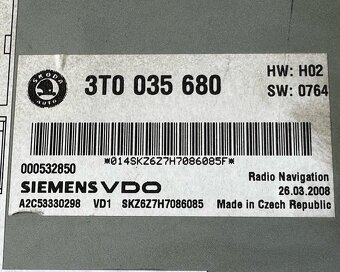 ŠKODA
AUTO
3T0 035 680
HW: H02
SW: 0764
*014SKZ6Z7H7086085F*
000532850
SIEMENS VDO
Radio Navigation
26.03.2008
A2C53330298 VD1 SKZ6Z7H7086085
Made in Czech Republic